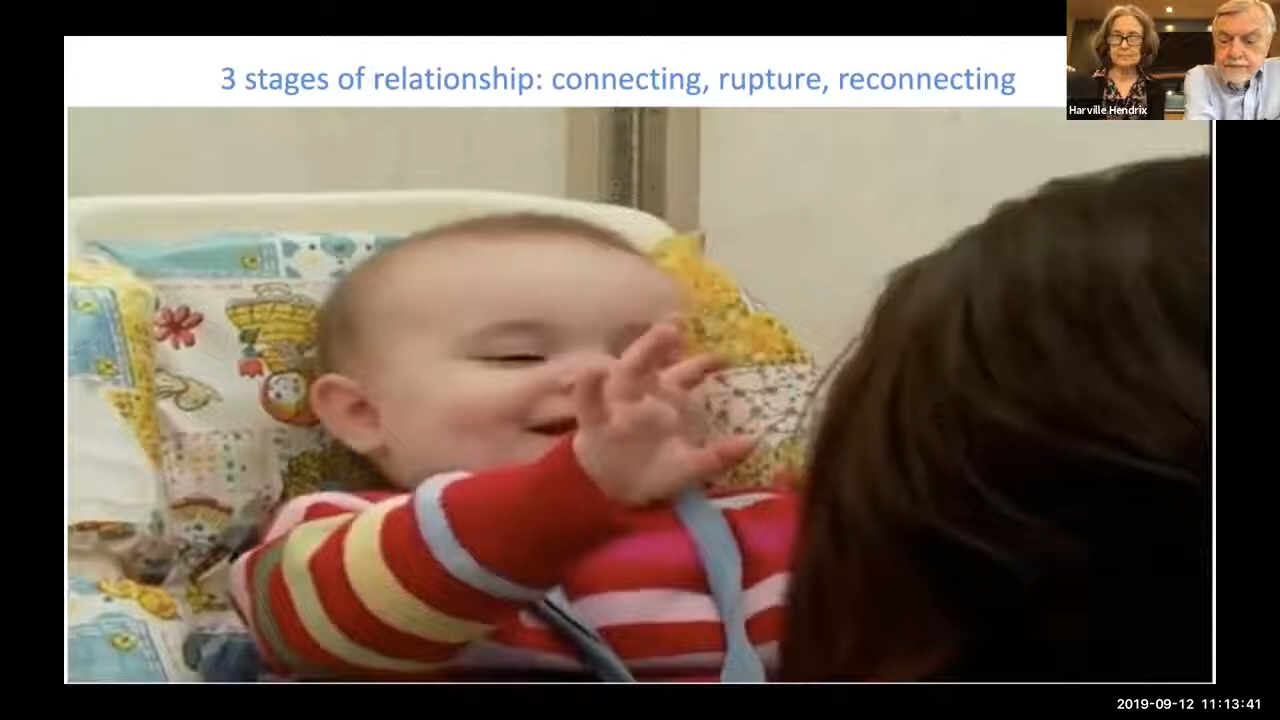 3 stages of relationship: connecting, rupture, reconnecting
Harville Hendrix
2019-09-12 11:13:41